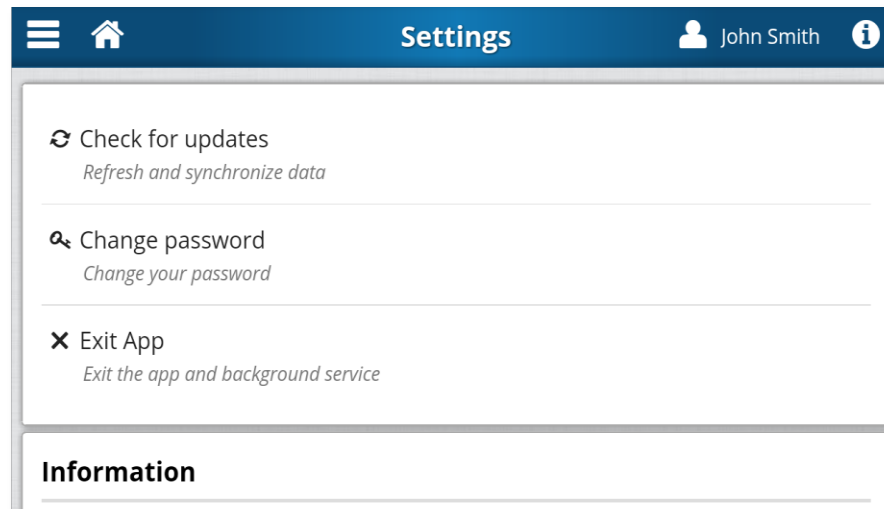 Settings
John Smith
Check for updates
Refresh and synchronize data
Change password
Change your password
Exit App
Exit the app and background service
Information